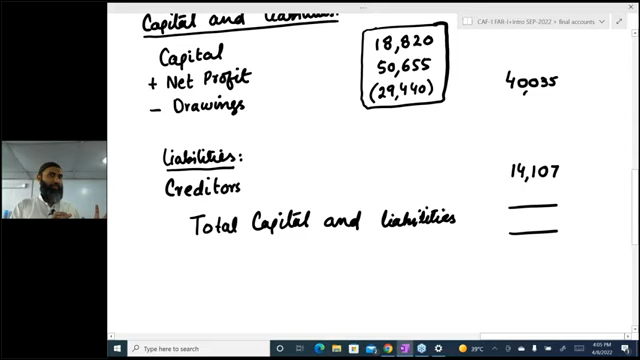 CAF-1 FAR-I+Intro SEP-2022 > final accounts
Capital and liabilities:
Capital 18,820
+ Net Profit 50,655
- Drawings (29,440) 40,035
Liabilities:
Creditors 14,107
Total Capital and liabilities
Type here to search
39°C
4:05 PM
4/8/2022